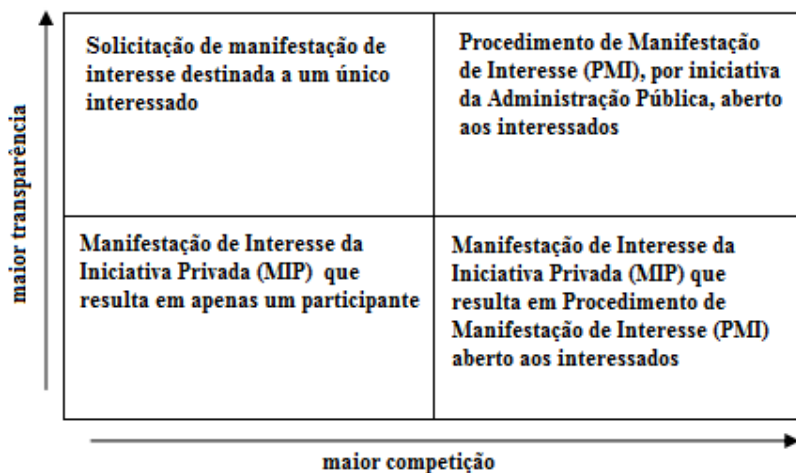 maior transparência
Solicitação de manifestação de
interesse destinada a um único
interessado
Procedimento de Manifestação
de Interesse (PMI), por iniciativa
da Administração Pública, aberto
aos interessados
Manifestação de Interesse da
Iniciativa Privada (MIP) que
resulta em apenas um participante
Manifestação de Interesse da
Iniciativa Privada (MIP) que
resulta em Procedimento de
Manifestação de Interesse (PMI)
aberto aos interessados
maior competição